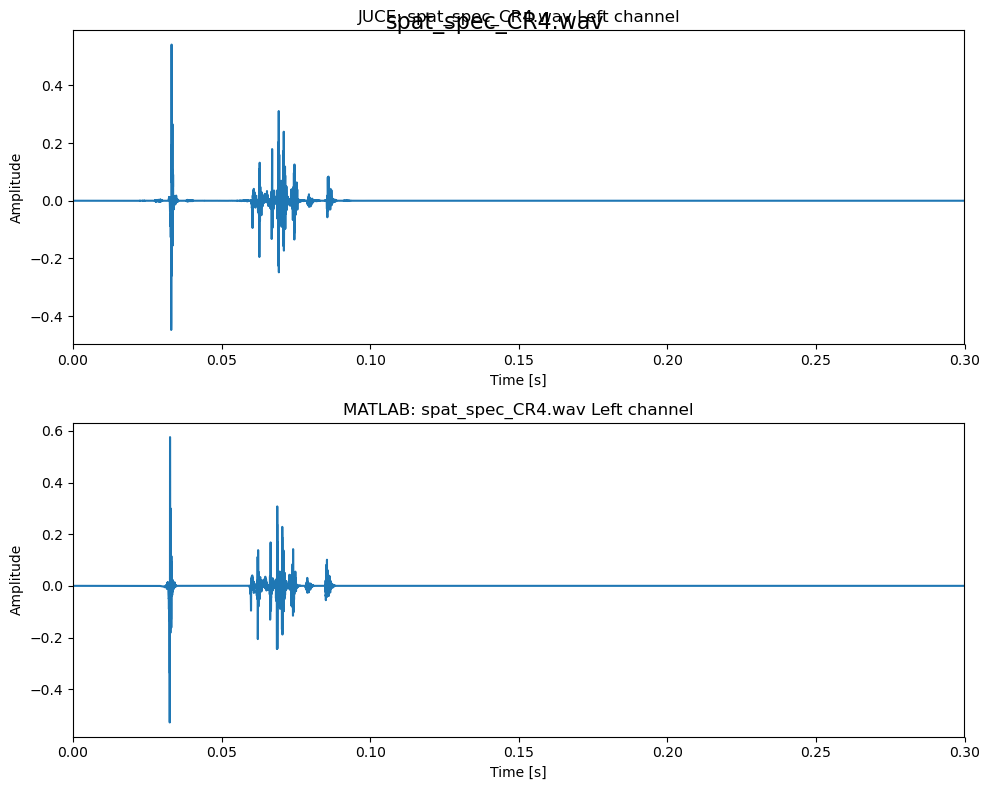 JUCE: spat_spec_CR4.wav Left channel
spat_spec_CR4.wav
0.4
0.2
0.0
−0.2
−0.4
Amplitude
0.00 0.05 0.10 0.15 0.20 0.25 0.30
Time [s]
MATLAB: spat_spec_CR4.wav Left channel
0.6
0.4
0.2
0.0
−0.2
−0.4
Amplitude
0.00 0.05 0.10 0.15 0.20 0.25 0.30
Time [s]